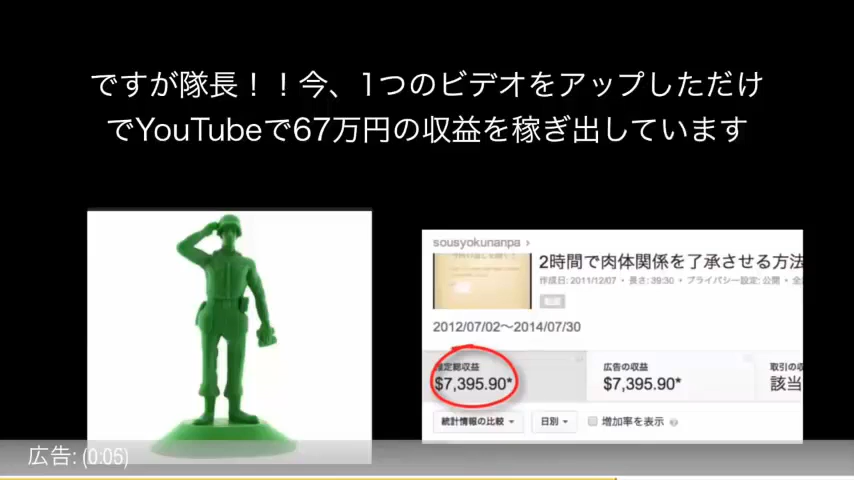 ですが隊長！！今、1つのビデオをアップしただけ
でYouTubeで67万円の収益を稼ぎ出しています
sousyokunanpa ›
2時間で肉体関係を了承させる方法
作成日: 2011/12/07 • 長さ: 39:30 • プライバシー設定: 公開 •
2012/07/02～2014/07/30
推定総収益
$7,395.90*
広告の収益
$7,395.90*
取引の収
該当
統計情報の比較
日別
増加率を表示
広告: (0:05)